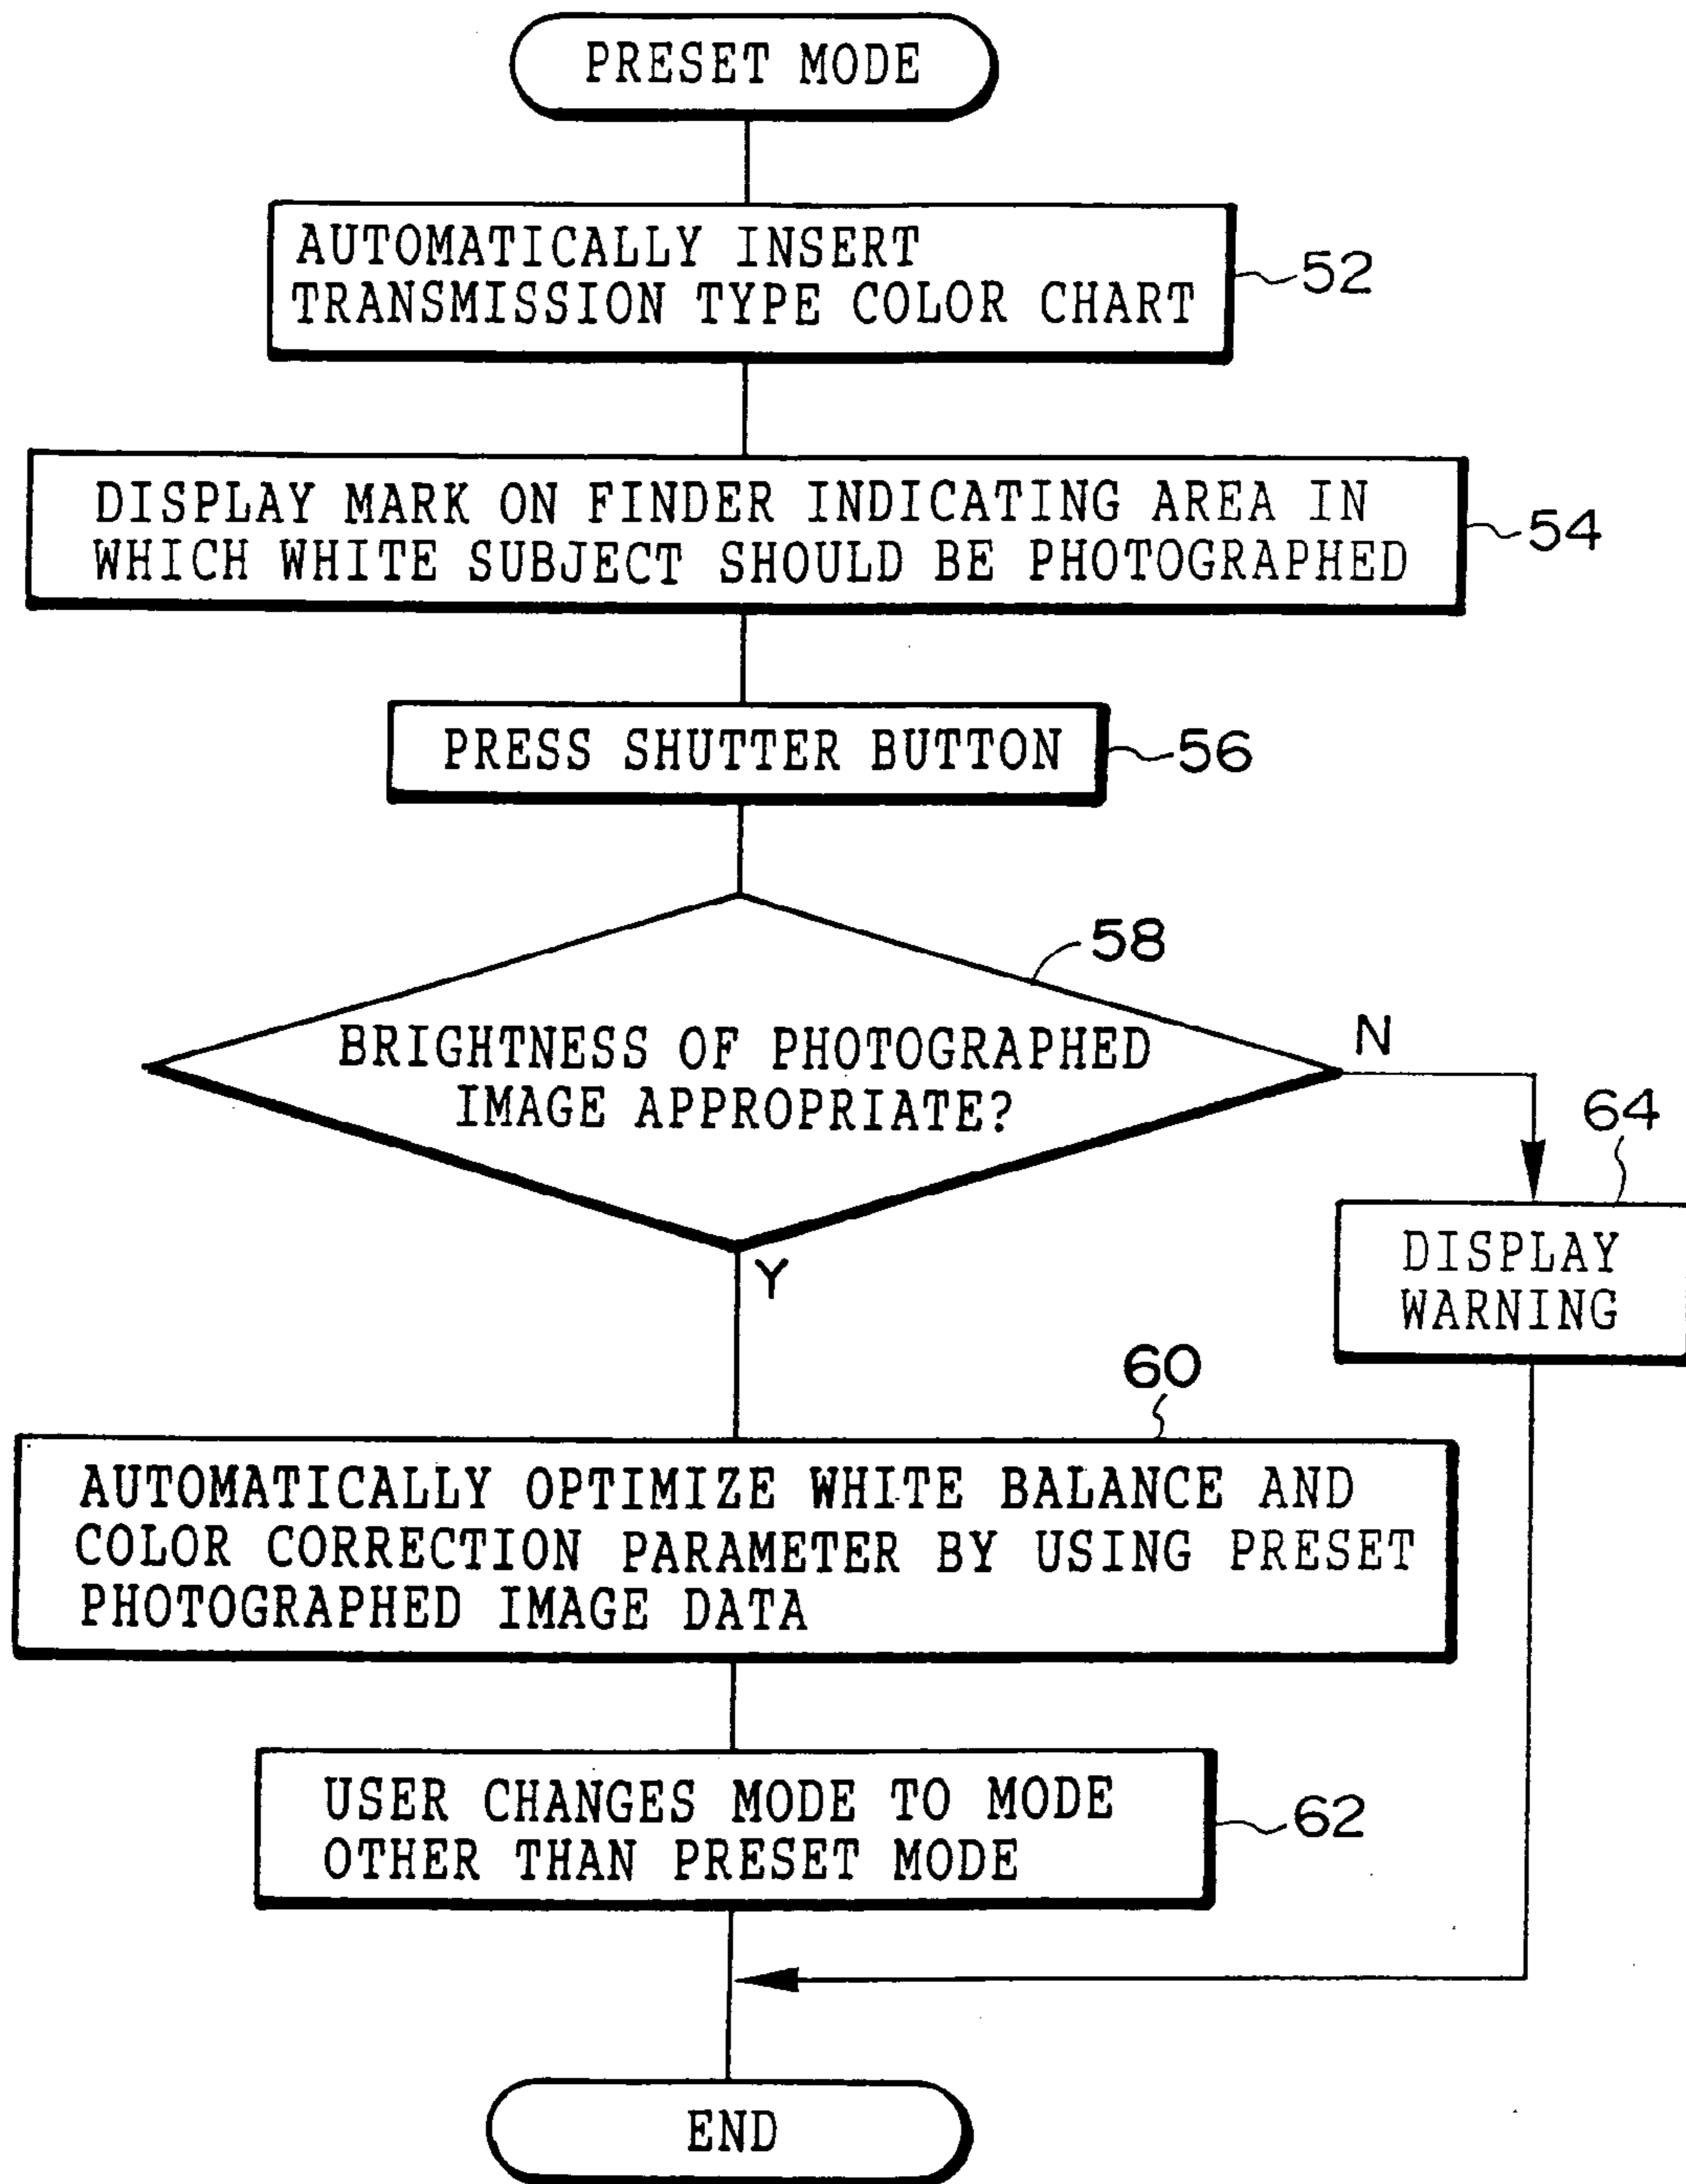 PRESET MODE
AUTOMATICALLY INSERT
TRANSMISSION TYPE COLOR CHART
52
DISPLAY MARK ON FINDER INDICATING AREA IN
WHICH WHITE SUBJECT SHOULD BE PHOTOGRAPHED
54
PRESS SHUTTER BUTTON
56
58
BRIGHTNESS OF PHOTOGRAPHED
IMAGE APPROPRIATE?
N
Y
64
DISPLAY
WARNING
60
AUTOMATICALLY OPTIMIZE WHITE BALANCE AND
COLOR CORRECTION PARAMETER BY USING PRESET
PHOTOGRAPHED IMAGE DATA
USER CHANGES MODE TO MODE
OTHER THAN PRESET MODE
62
END